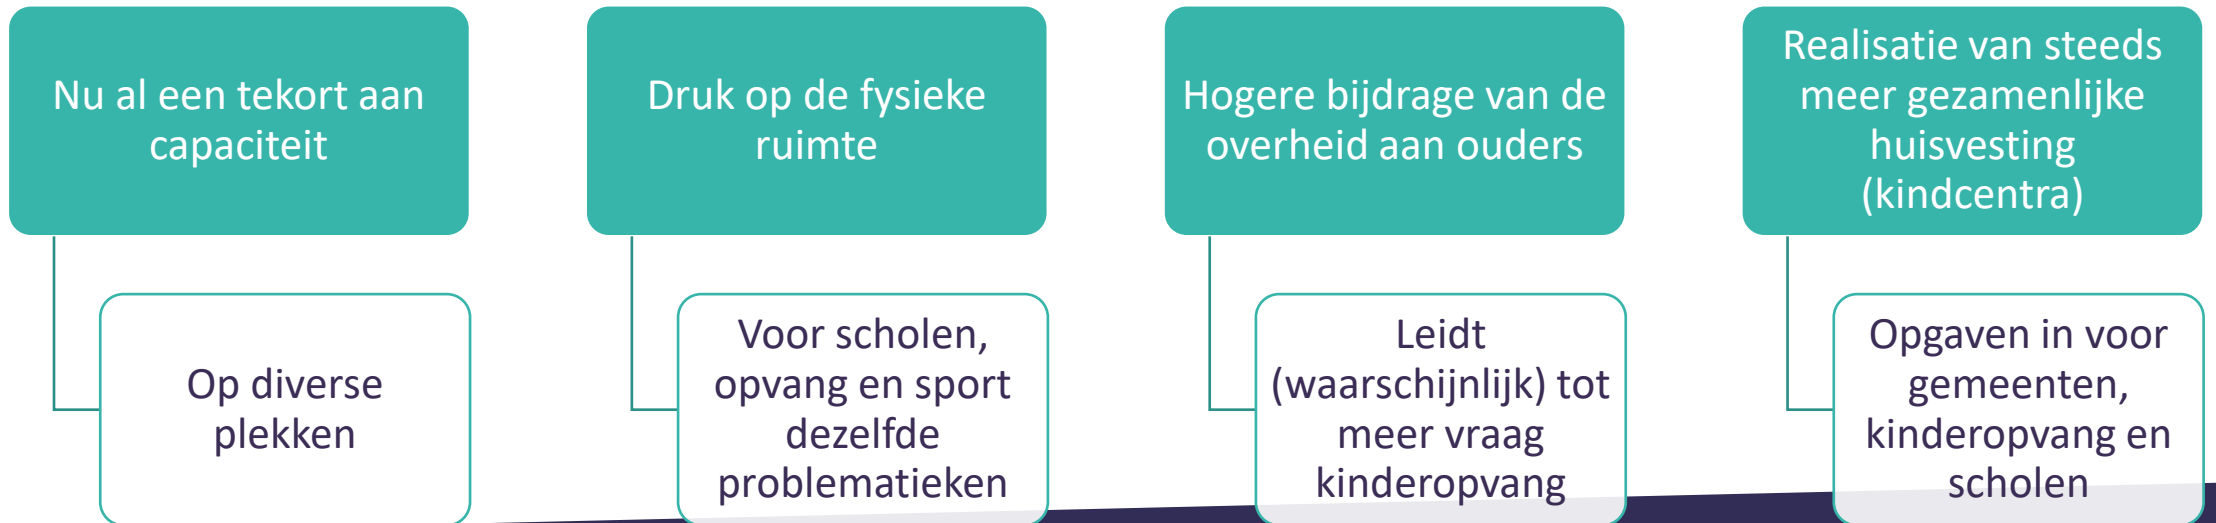 Nu al een tekort aan
capaciteit
Op diverse
plekken
Druk op de fysieke
ruimte
Voor scholen,
opvang en sport
dezelfde
problematieken
Hogere bijdrage van de
overheid aan ouders
Leidt
(waarschijnlijk) tot
meer vraag
kinderopvang
Realisatie van steeds
meer gezamenlijke
huisvesting
(kindcentra)
Opgaven in voor
gemeenten,
kinderopvang en
scholen